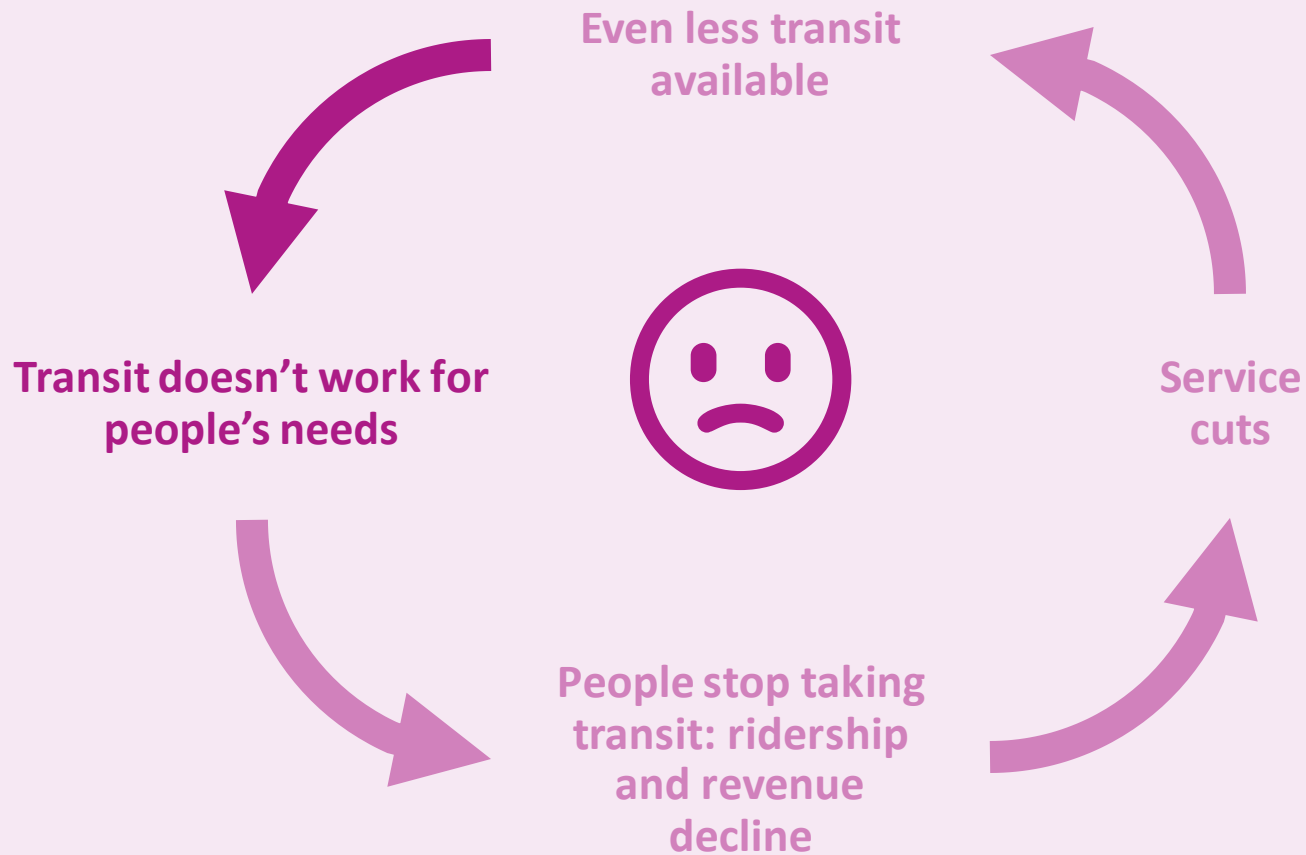 Even less transit
available
Transit doesn’t work for
people’s needs
Service
cuts
People stop taking
transit: ridership
and revenue
decline